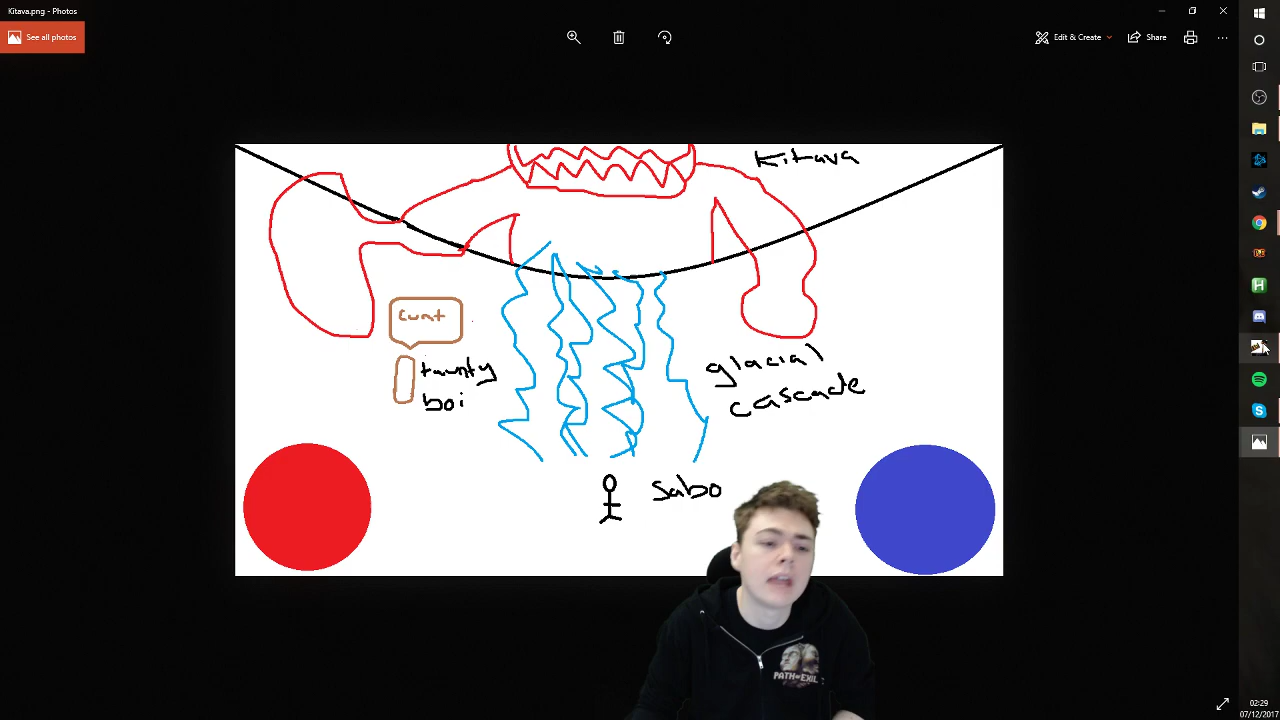 Kitava.png - Photos
See all photos
Edit & Create
Share
Kitava
Cunt
taunty
boi
glacial
cascade
sabo
PATH OF EXILE
02:29
07/12/2017